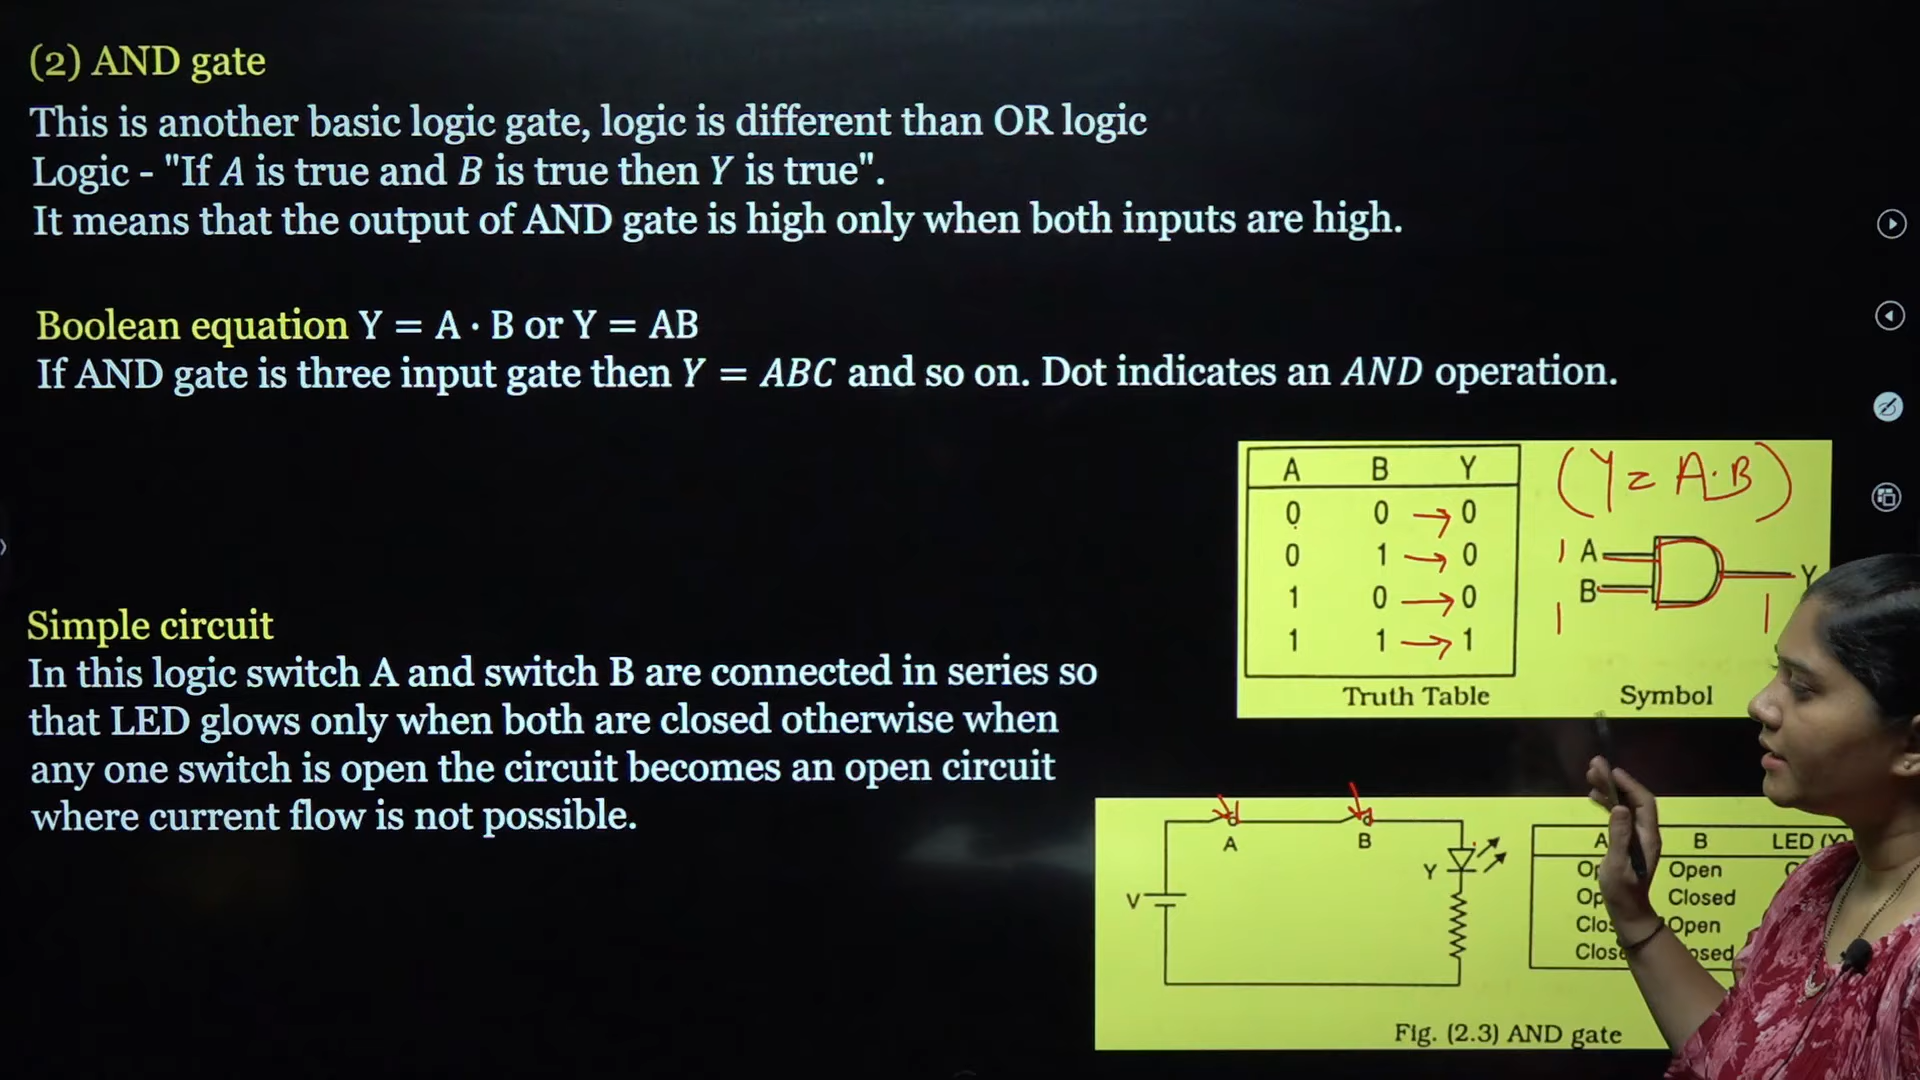 (2) AND gate
This is another basic logic gate, logic is different than OR logic
Logic - "If A is true and B is true then Y is true".
It means that the output of AND gate is high only when both inputs are high.
Boolean equation Y = A · B or Y = AB
If AND gate is three input gate then Y = ABC and so on. Dot indicates an AND operation.
A B Y
0 0 → 0
0 1 → 0
1 0 → 0
1 1 → 1
Truth Table
(Y = A.B)
1 A
B
Y
1 1
Symbol
Simple circuit
In this logic switch A and switch B are connected in series so
that LED glows only when both are closed otherwise when
any one switch is open the circuit becomes an open circuit
where current flow is not possible.
A B
V
Y
A B LED (Y)
Open
Closed
Open
Fig. (2.3) AND gate